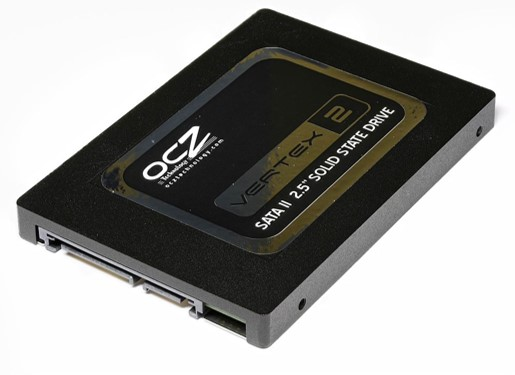 OCZ
Technology
ocztechnology.com
VERTEX 2
SATA II 2.5" SOLID STATE DRIVE